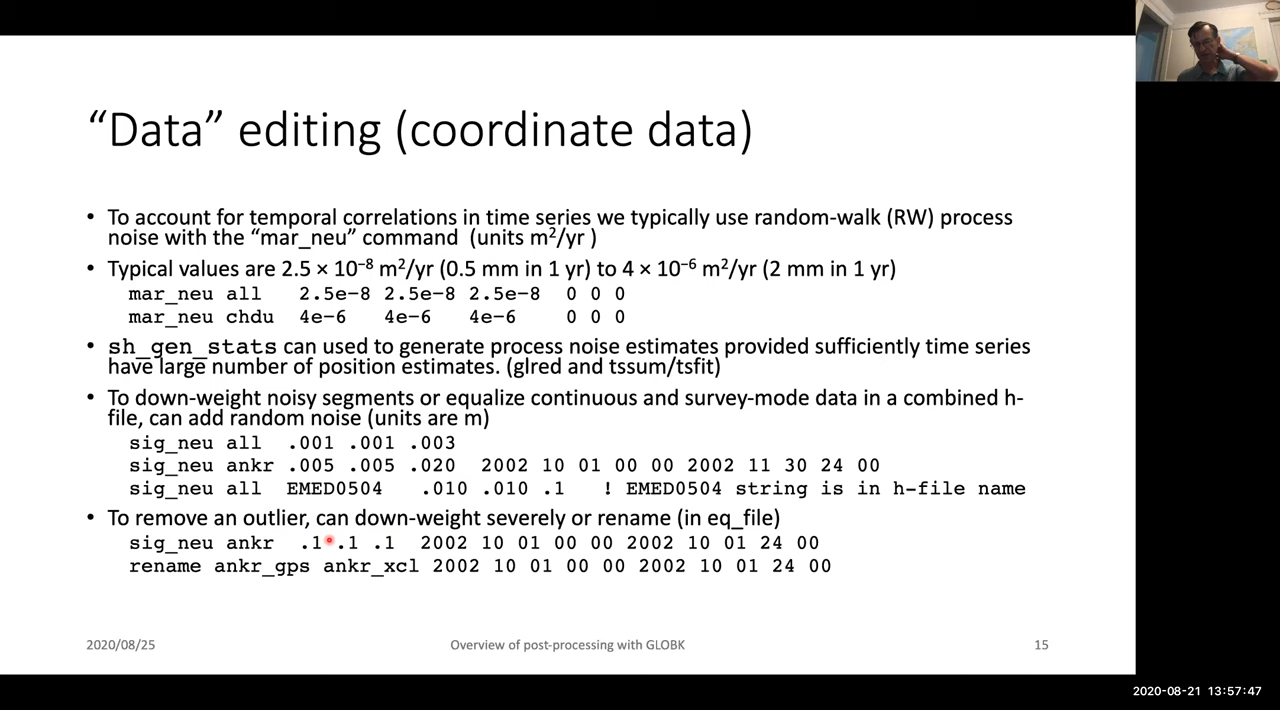 “Data” editing (coordinate data)
• To account for temporal correlations in time series we typically use random-walk (RW) process
noise with the “mar_neu” command (units m²/yr )
• Typical values are 2.5 × 10⁻⁸ m²/yr (0.5 mm in 1 yr) to 4 × 10⁻⁶ m²/yr (2 mm in 1 yr)
mar_neu all 2.5e-8 2.5e-8 2.5e-8 0 0 0
mar_neu chdu 4e-6 4e-6 4e-6 0 0 0
• sh_gen_stats can used to generate process noise estimates provided sufficiently time series
have large number of position estimates. (glred and tssum/tsfit)
• To down-weight noisy segments or equalize continuous and survey-mode data in a combined h-
file, can add random noise (units are m)
sig_neu all .001 .001 .003
sig_neu ankr .005 .005 .020 2002 10 01 00 00 2002 11 30 24 00
sig_neu all EMED0504 .010 .010 .1 ! EMED0504 string is in h-file name
• To remove an outlier, can down-weight severely or rename (in eq_file)
sig_neu ankr .1 .1 .1 2002 10 01 00 00 2002 10 01 24 00
rename ankr_gps ankr_xcl 2002 10 01 00 00 2002 10 01 24 00
2020/08/25 Overview of post-processing with GLOBK 15
2020-08-21 13:57:47